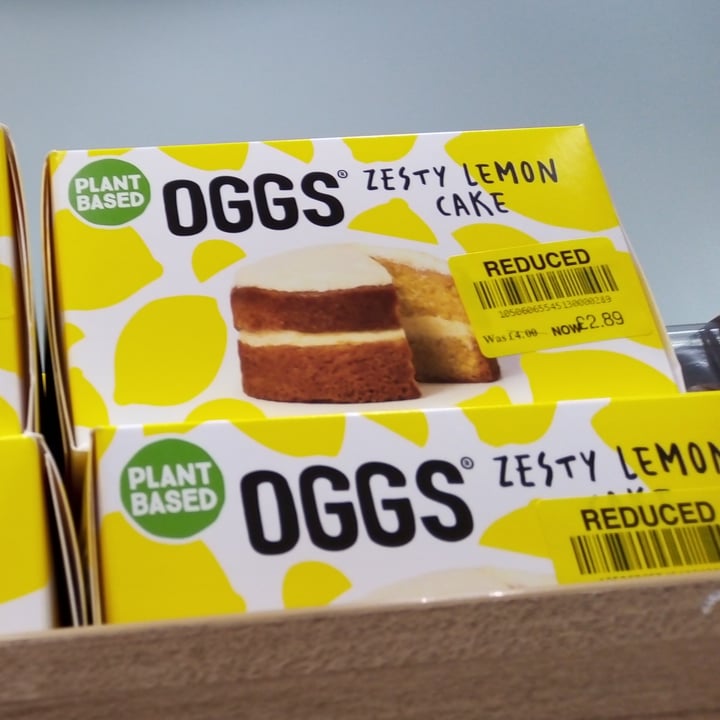 PLANT
BASED
OGGS®
ZESTY LEMON
CAKE
REDUCED
Was £4.00 NOW £2.89
PLANT
BASED
OGGS®
ZESTY LEMON
REDUCED